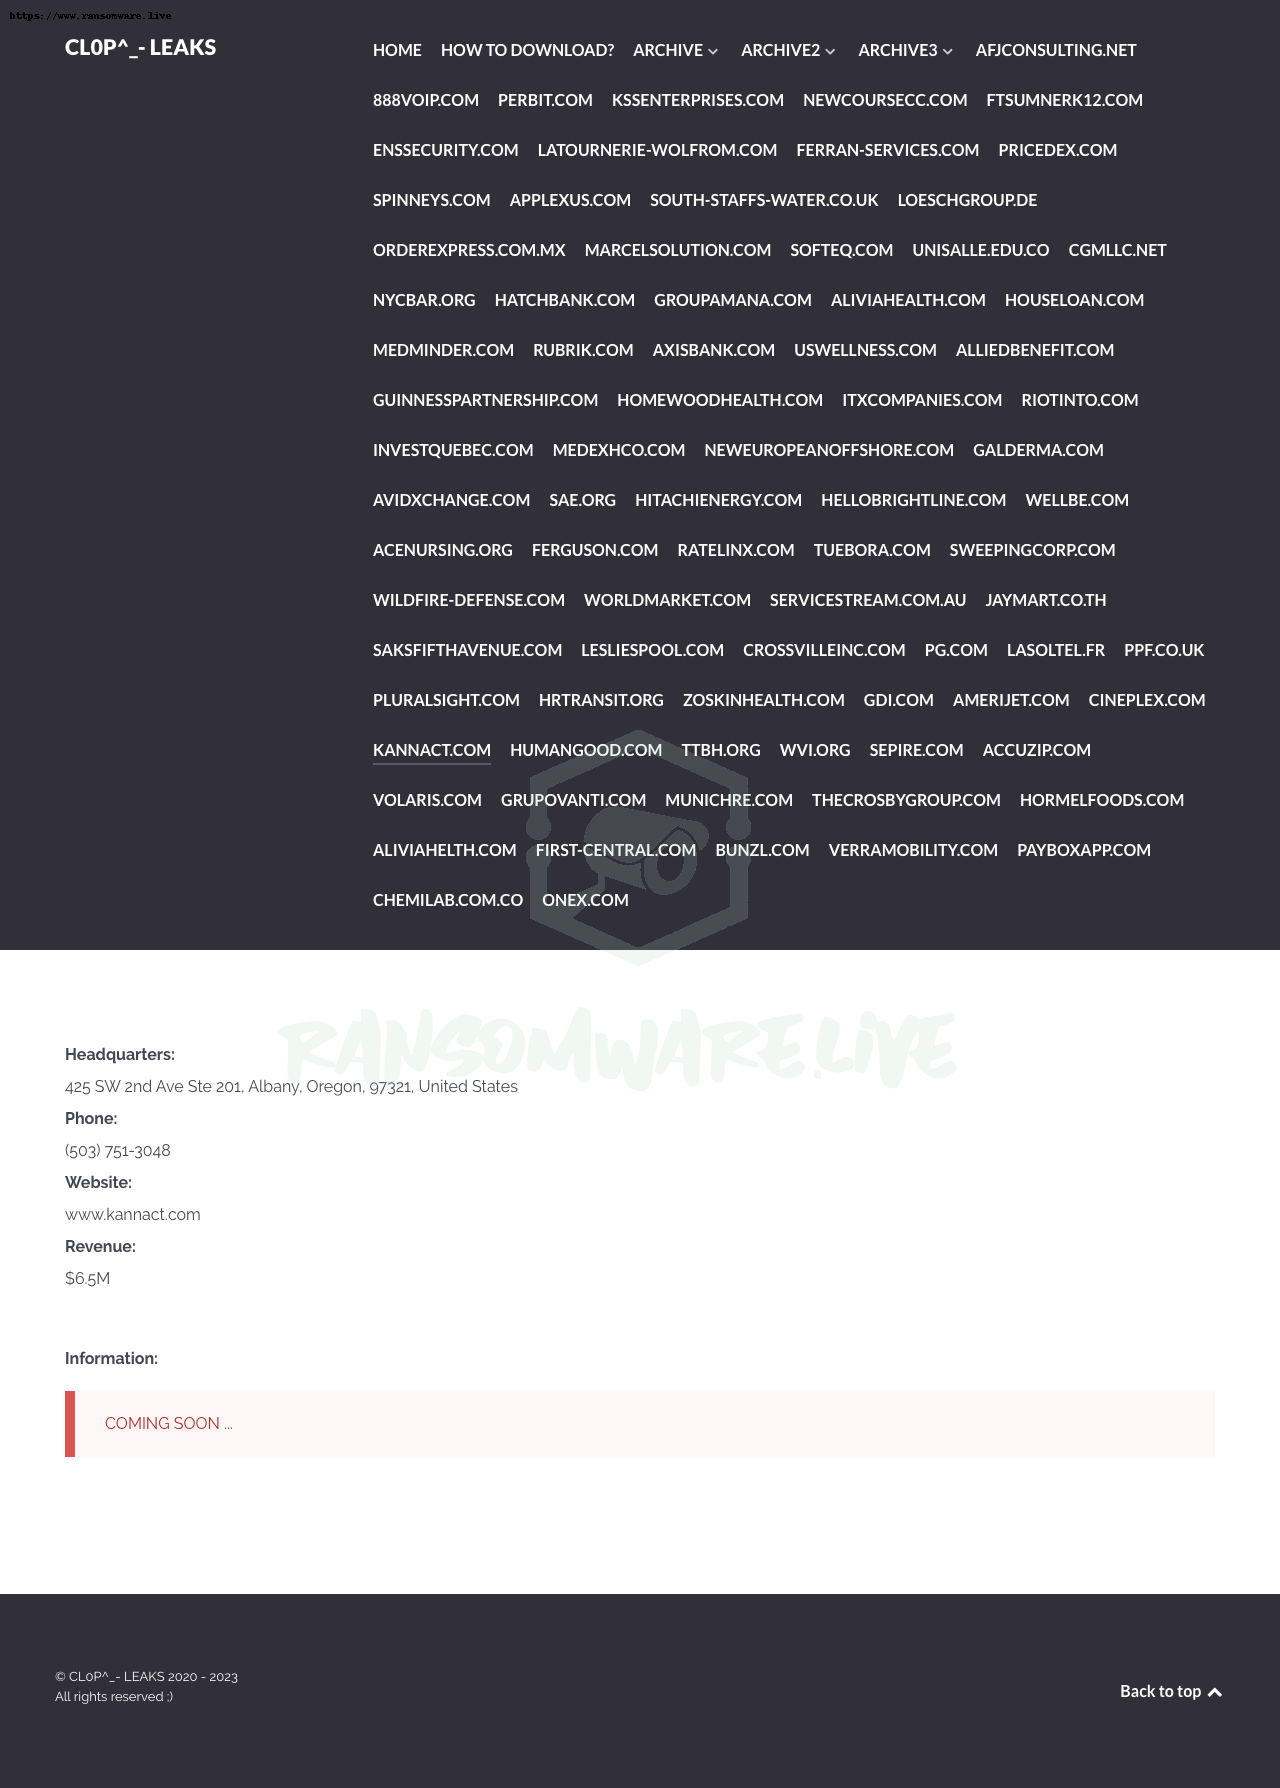 https://www.ransomware.live
CL0P^_- LEAKS
HOME HOW TO DOWNLOAD? ARCHIVE ARCHIVE2 ARCHIVE3 AFJCONSULTING.NET
888VOIP.COM PERBIT.COM KSSENTERPRISES.COM NEWCOURSECC.COM FTSUMNERK12.COM
ENSSECURITY.COM LATOURNERIE-WOLFROM.COM FERRAN-SERVICES.COM PRICEDEX.COM
SPINNEYS.COM APPLEXUS.COM SOUTH-STAFFS-WATER.CO.UK LOESCHGROUP.DE
ORDEREXPRESS.COM.MX MARCELSOLUTION.COM SOFTEQ.COM UNISALLE.EDU.CO CGMLLC.NET
NYCBAR.ORG HATCHBANK.COM GROUPAMANA.COM ALIVIAHEALTH.COM HOUSELOAN.COM
MEDMINDER.COM RUBRIK.COM AXISBANK.COM USWELLNESS.COM ALLIEDBENEFIT.COM
GUINNESSPARTNERSHIP.COM HOMEWOODHEALTH.COM ITXCOMPANIES.COM RIOTINTO.COM
INVESTQUEBEC.COM MEDEXHCO.COM NEWEUROPEANOFFSHORE.COM GALDERMA.COM
AVIDXCHANGE.COM SAE.ORG HITACHIENERGY.COM HELLOBRIGHTLINE.COM WELLBE.COM
ACENURSING.ORG FERGUSON.COM RATELINX.COM TUEBORA.COM SWEEPINGCORP.COM
WILDFIRE-DEFENSE.COM WORLDMARKET.COM SERVICESTREAM.COM.AU JAYMART.CO.TH
SAKSFIFTHAVENUE.COM LESLIESPOOL.COM CROSSVILLEINC.COM PG.COM LASOLTEL.FR PPF.CO.UK
PLURALSIGHT.COM HRTRANSIT.ORG ZOSKINHEALTH.COM GDI.COM AMERIJET.COM CINEPLEX.COM
KANNACT.COM HUMANGOOD.COM TTBH.ORG WVI.ORG SEPIRE.COM ACCUZIP.COM
VOLARIS.COM GRUPOVANTI.COM MUNICHRE.COM THECROSBYGROUP.COM HORMELFOODS.COM
ALIVIAHELTH.COM FIRST-CENTRAL.COM BUNZL.COM VERRAMOBILITY.COM PAYBOXAPP.COM
CHEMILAB.COM.CO ONEX.COM
RANSOMWARE.LIVE
Headquarters:
425 SW 2nd Ave Ste 201, Albany, Oregon, 97321, United States
Phone:
(503) 751-3048
Website:
www.kannact.com
Revenue:
$6.5M
Information:
COMING SOON ...
© CL0P^_- LEAKS 2020 - 2023
All rights reserved ;)
Back to top